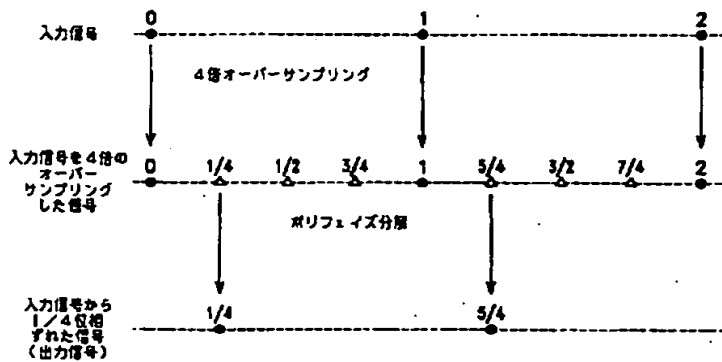 0 1 2
入力信号
4倍オーバーサンプリング
入力信号を4倍の
オーバー
サンプリング
した信号
0 1/4 1/2 3/4 1 5/4 3/2 7/4 2
ポリフェイズ分解
入力信号から
1/4位相
ずれた信号
(出力信号)
1/4 5/4